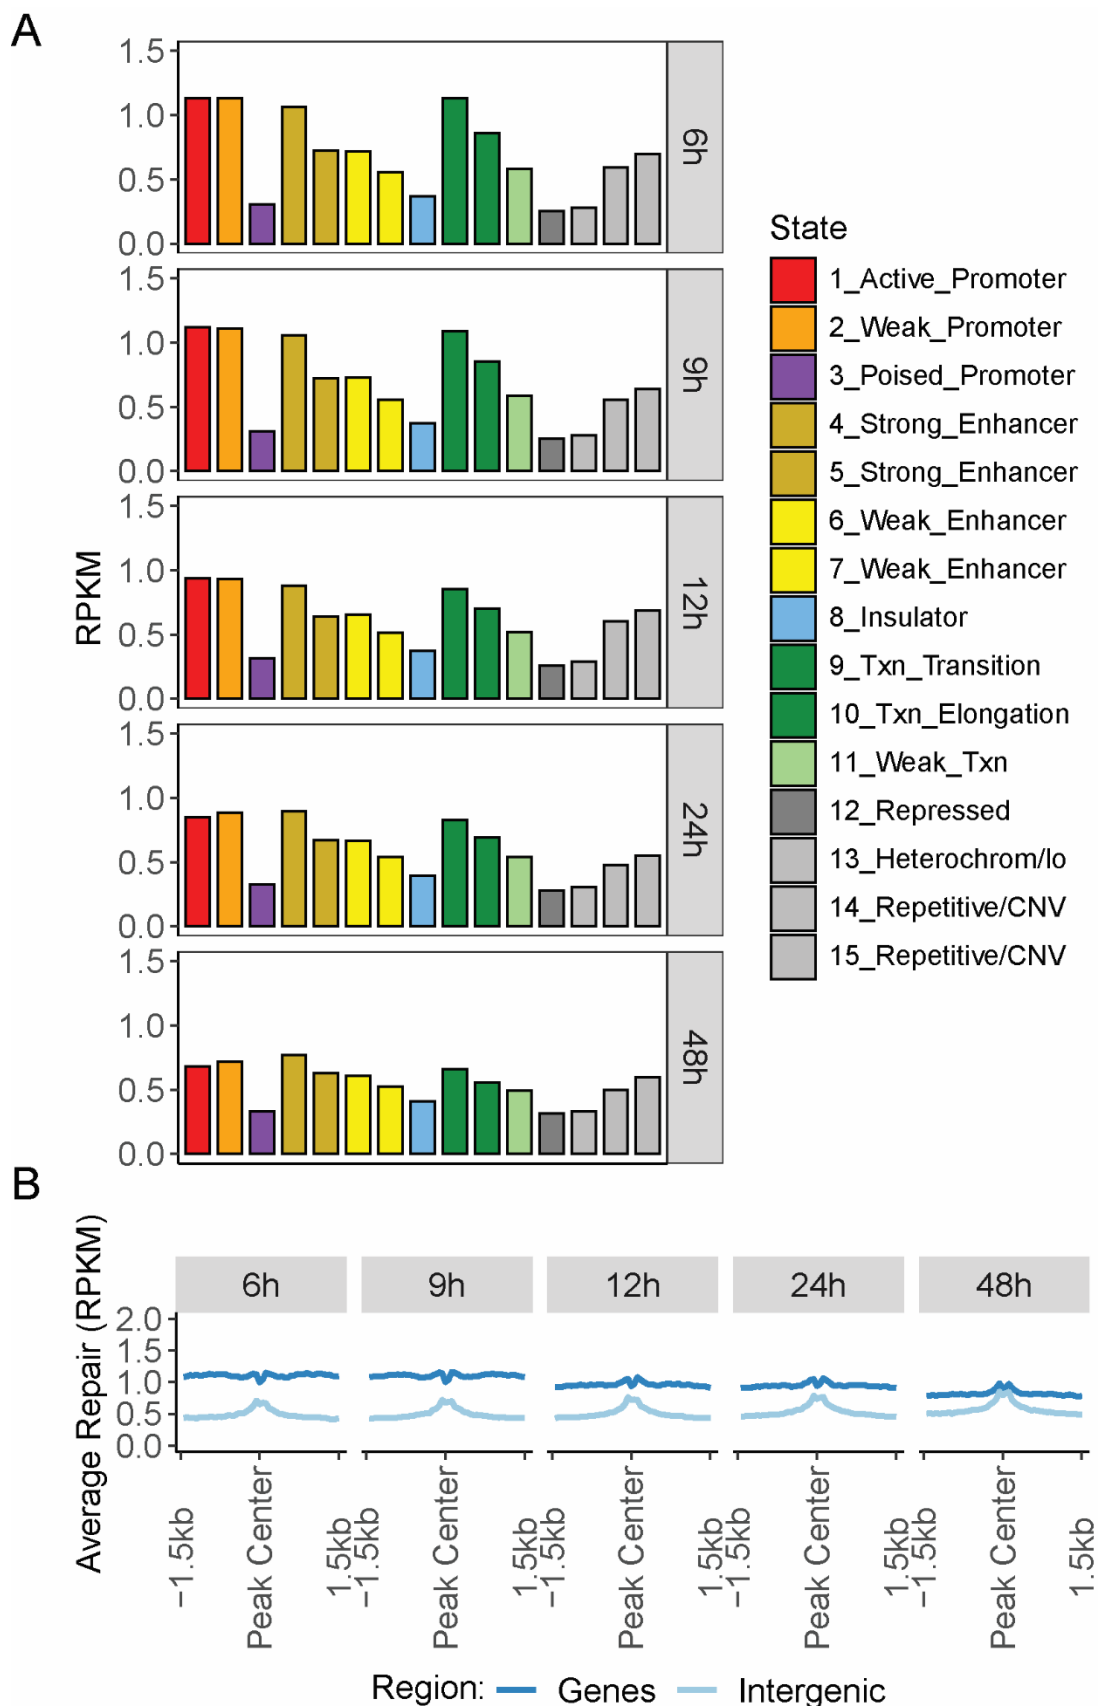 A
1.5
1.0
0.5
0.0
6h
1.5
1.0
0.5
0.0
9h
1.5
1.0
0.5
0.0
12h
1.5
1.0
0.5
0.0
24h
1.5
1.0
0.5
0.0
48h
RPKM
State
1_Active_Promoter
2_Weak_Promoter
3_Poised_Promoter
4_Strong_Enhancer
5_Strong_Enhancer
6_Weak_Enhancer
7_Weak_Enhancer
8_Insulator
9_Txn_Transition
10_Txn_Elongation
11_Weak_Txn
12_Repressed
13_Heterochrom/lo
14_Repetitive/CNV
15_Repetitive/CNV
B
Average Repair (RPKM)
6h 9h 12h 24h 48h
2.0
1.5
1.0
0.5
0.0
−1.5kb
Peak Center
1.5kb
−1.5kb
Peak Center
1.5kb
−1.5kb
Peak Center
1.5kb
−1.5kb
Peak Center
1.5kb
−1.5kb
Peak Center
1.5kb
Region: Genes Intergenic